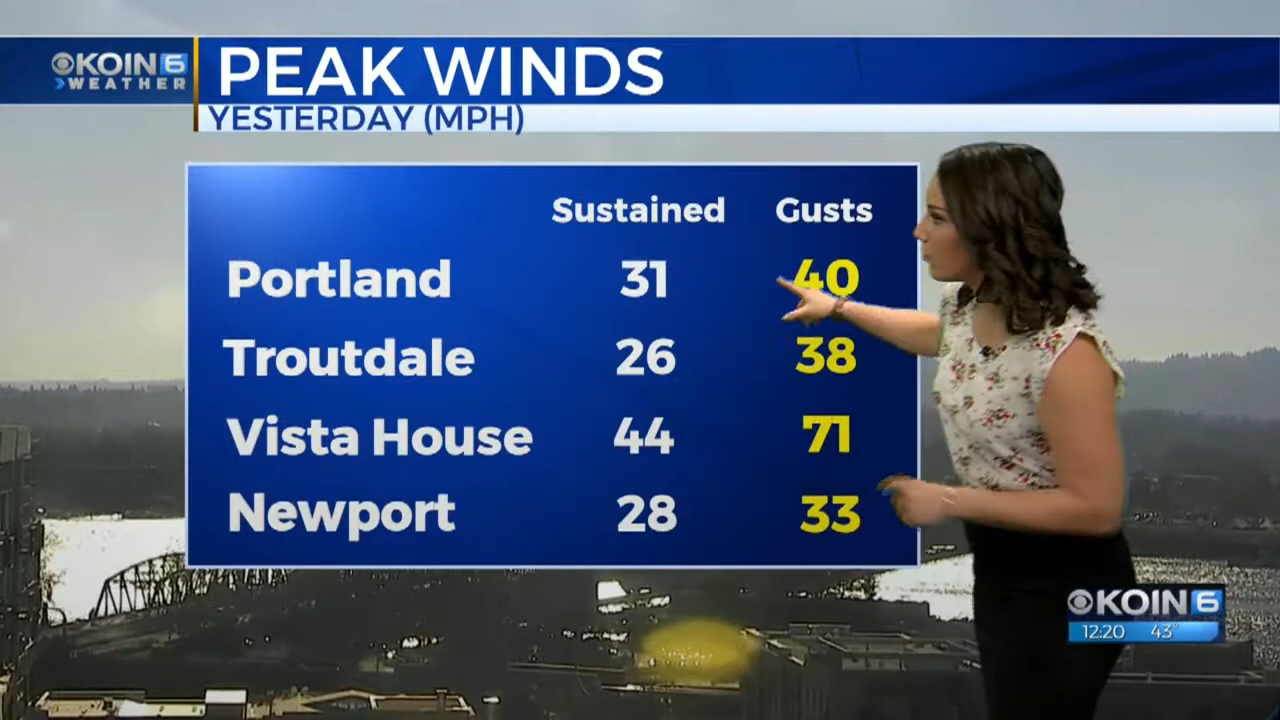 KOIN 6
WEATHER
PEAK WINDS
YESTERDAY (MPH)
Sustained Gusts
Portland 31 40
Troutdale 26 38
Vista House 44 71
Newport 28 33
KOIN 6
12:20 43°